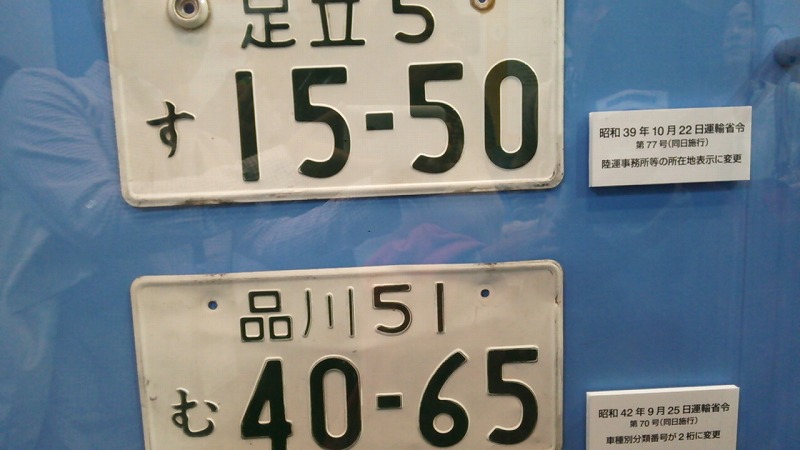 足立5
す 15-50
昭和39年10月22日運輸省令
第77号(同日施行)
陸運事務所等の所在地表示に変更
品川51
む 40-65
昭和42年9月25日運輸省令
第70号(同日施行)
車種別分類番号が2桁に変更